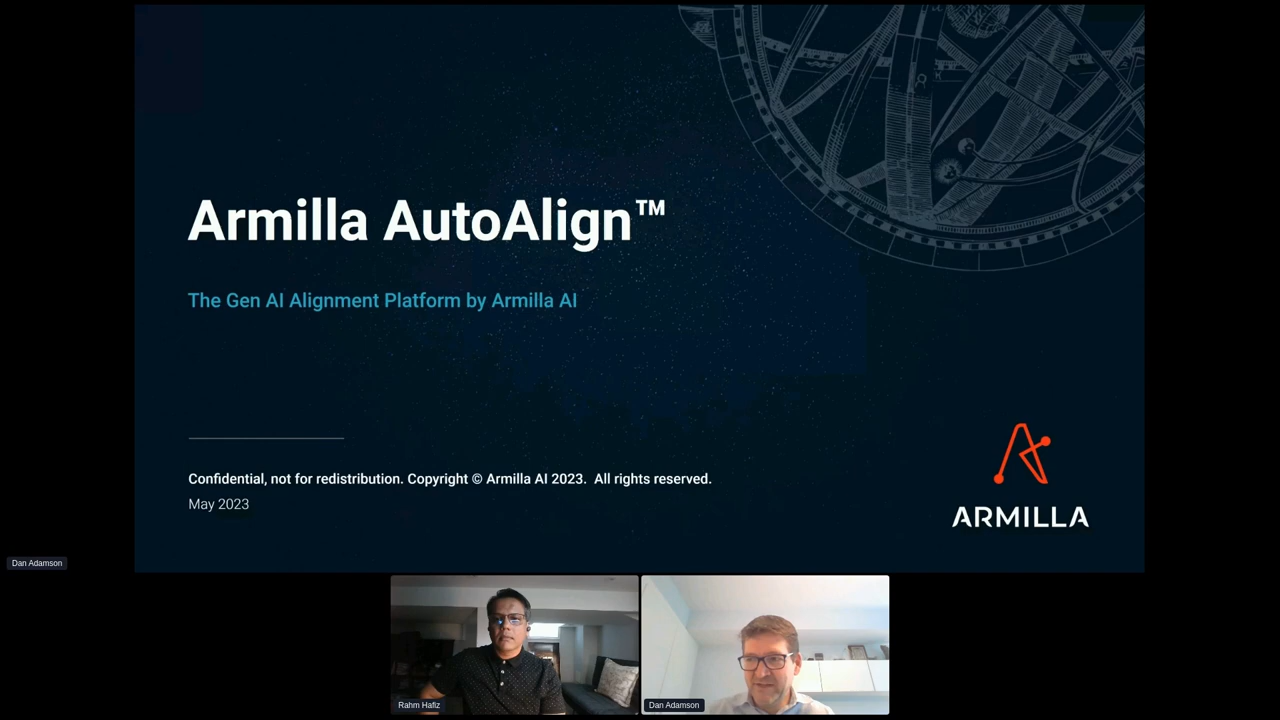 Armilla AutoAlign™
The Gen AI Alignment Platform by Armilla AI
Confidential, not for redistribution. Copyright © Armilla AI 2023. All rights reserved.
May 2023
ARMILLA
Dan Adamson
Rahm Hafiz
Dan Adamson